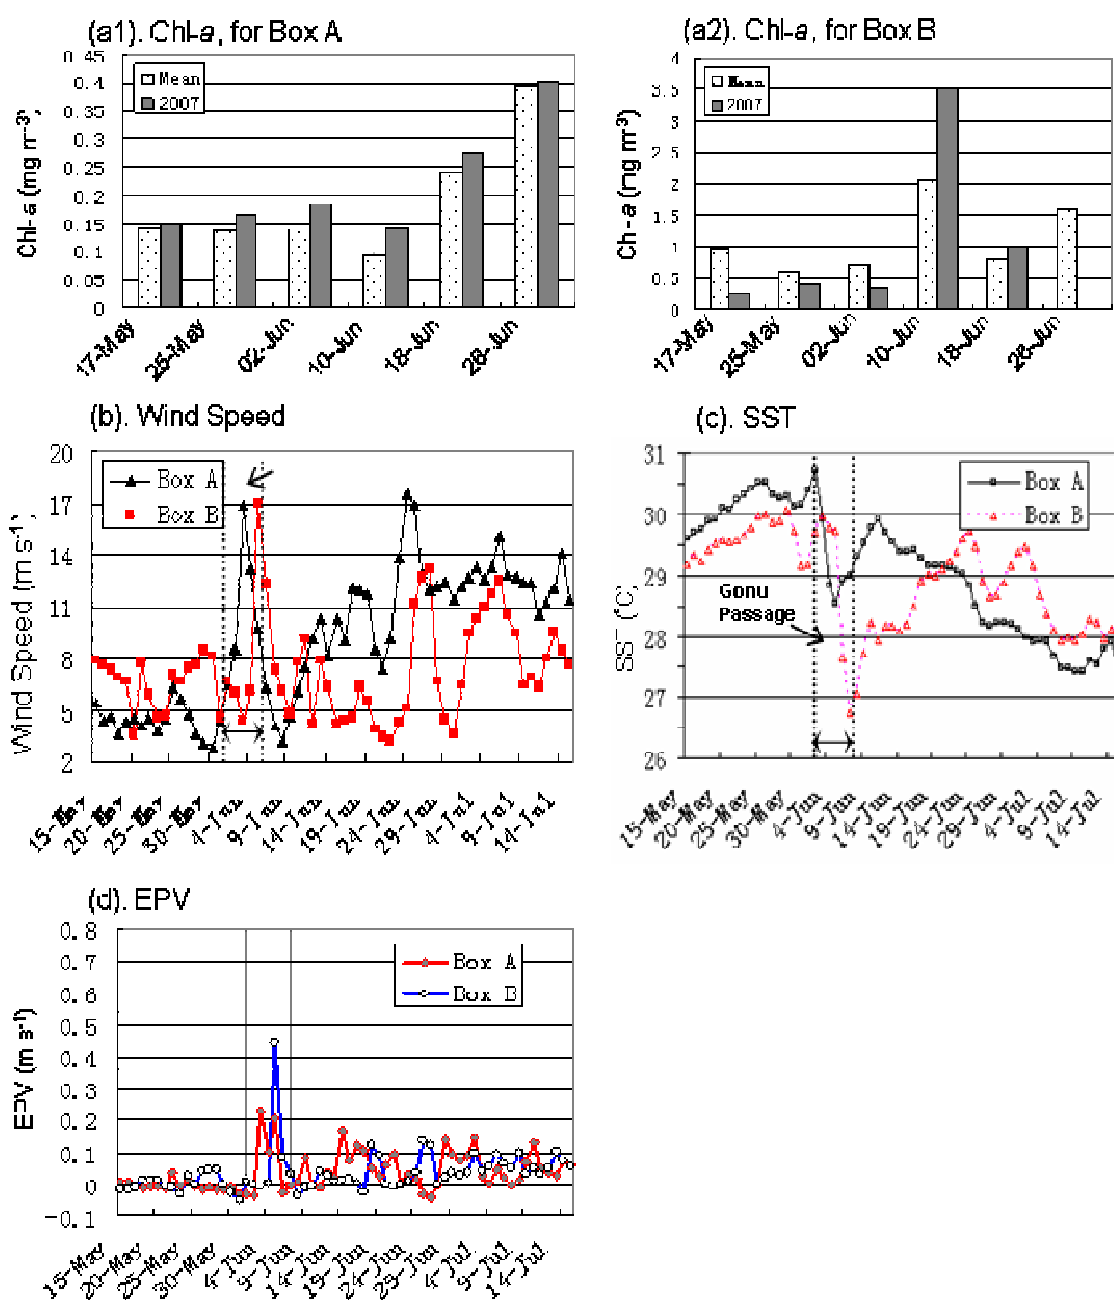 (a1). Chl-a, for Box A
0.45
0.4
0.35
0.3
0.25
0.2
0.15
0.1
0.05
0
Chl-a (mg m⁻³)
Mean
2007
17-May
25-May
02-Jun
10-Jun
18-Jun
26-Jun
(a2). Chl-a, for Box B
4
3.5
3
2.5
2
1.5
1
0.5
0
Chl-a (mg m⁻³)
Mean
2007
17-May
25-May
02-Jun
10-Jun
18-Jun
26-Jun
(b). Wind Speed
20
17
14
11
8
5
2
Wind Speed (m s⁻¹)
Box A
Box B
15-May
20-May
25-May
30-May
4-Jun
9-Jun
14-Jun
19-Jun
24-Jun
29-Jun
4-Jul
9-Jul
14-Jul
(c). SST
31
30
29
28
27
26
SST (°C)
Box A
Box B
Gonu
Passage
15-May
20-May
25-May
30-May
4-Jun
9-Jun
14-Jun
19-Jun
24-Jun
29-Jun
4-Jul
9-Jul
14-Jul
(d). EPV
0.8
0.7
0.6
0.5
0.4
0.3
0.2
0.1
0
-0.1
EPV (m s⁻¹)
Box A
Box B
15-May
20-May
25-May
30-May
4-Jun
9-Jun
14-Jun
19-Jun
24-Jun
29-Jun
4-Jul
9-Jul
14-Jul